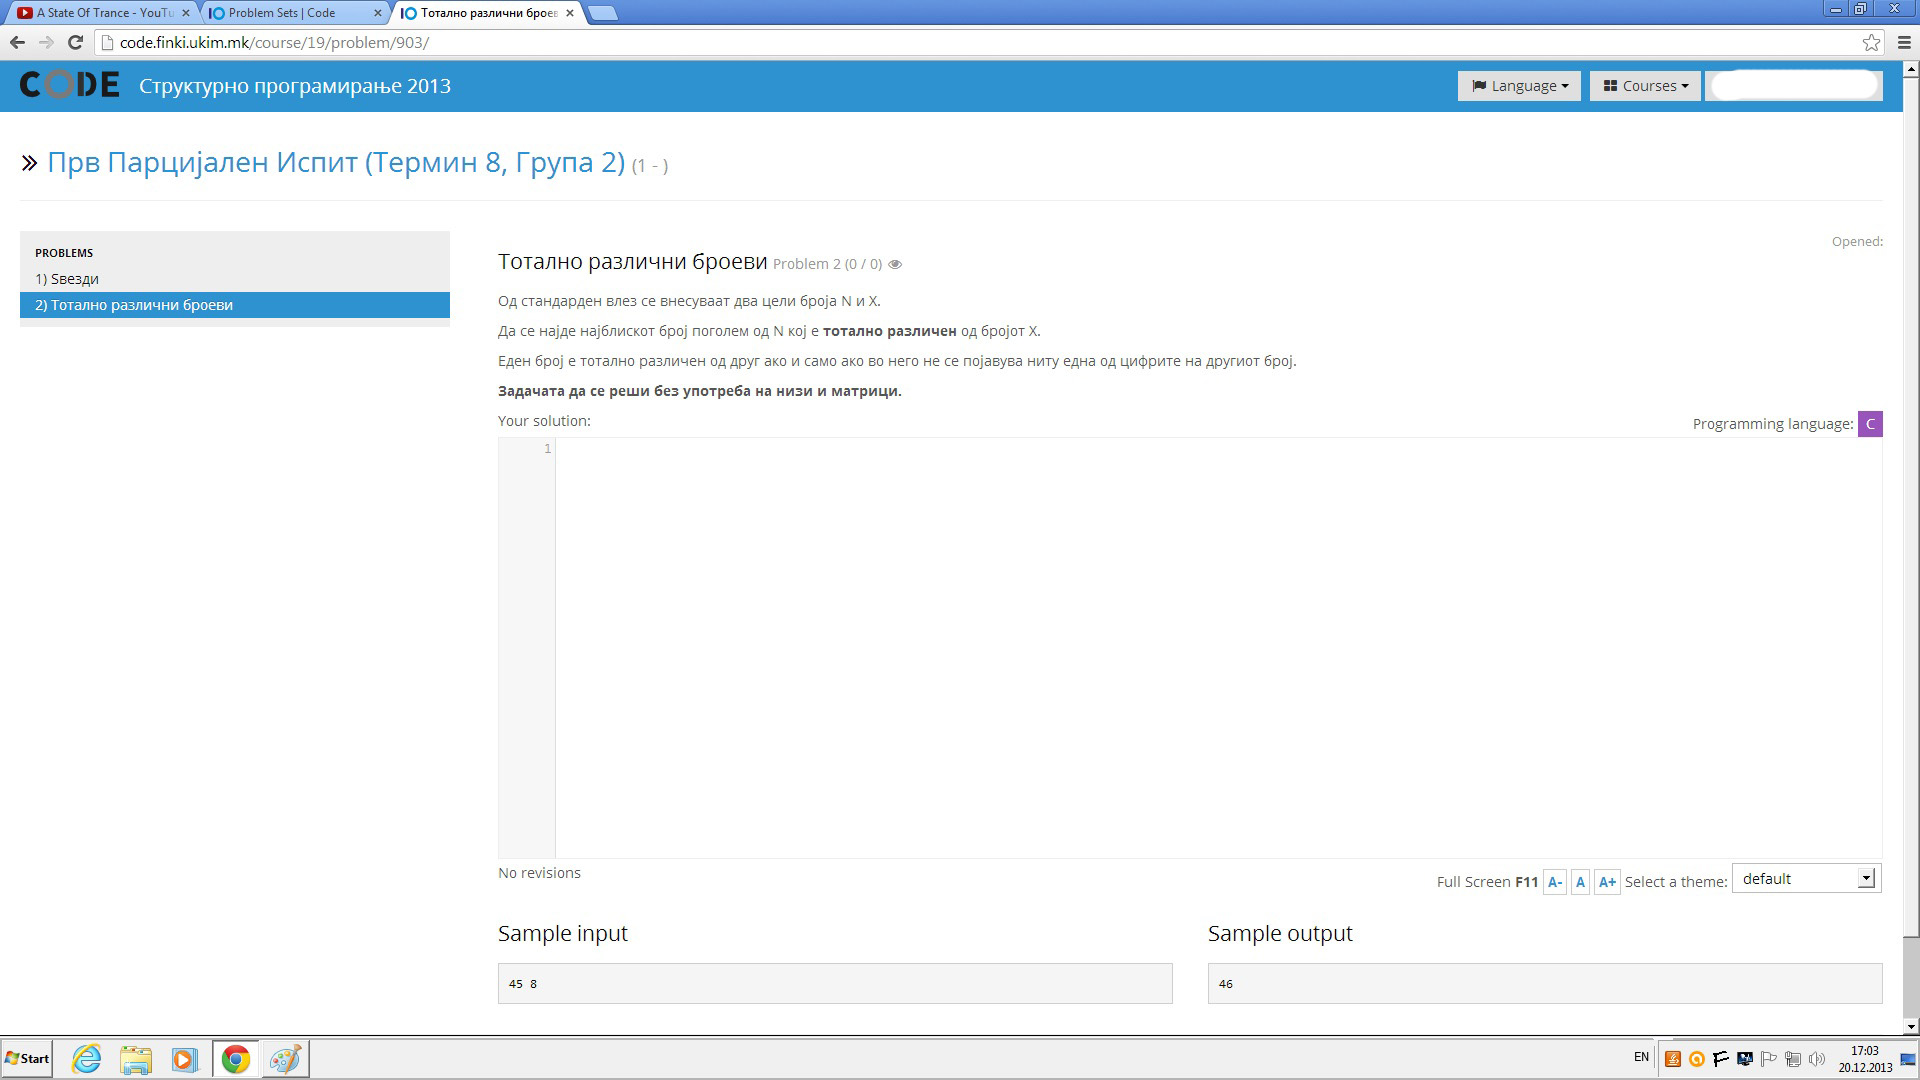 A State Of Trance - YouTu
Problem Sets | Code
Тотално различни броев
code.finki.ukim.mk/course/19/problem/903/
CODE
Структурно програмирање 2013
Language
Courses
Прв Парцијален Испит (Термин 8, Група 2) (1 - )
PROBLEMS
1) Ѕвезди
2) Тотално различни броеви
Opened:
Тотално различни броеви Problem 2 (0 / 0)
Од стандарден влез се внесуваат два цели броја N и X.
Да се најде најблискот број поголем од N кој е тотално различен од бројот X.
Еден број е тотално различен од друг ако и само ако во него не се појавува ниту една од цифрите на другиот број.
Задачата да се реши без употреба на низи и матрици.
Your solution:
Programming language: C
1
No revisions
Full Screen F11 A- A A+ Select a theme: default
Sample input
Sample output
45 8
46
Start
EN
17:03
20.12.2013